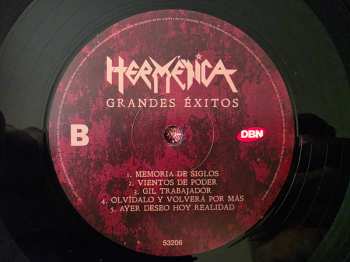 HERMÉTICA
GRANDES ÉXITOS
B
DBN
1. MEMORIA DE SIGLOS
2. VIENTOS DE PODER
3. GIL TRABAJADOR
4. OLVÍDALO Y VOLVERÁ POR MÁS
5. AYER DESEO HOY REALIDAD
53206